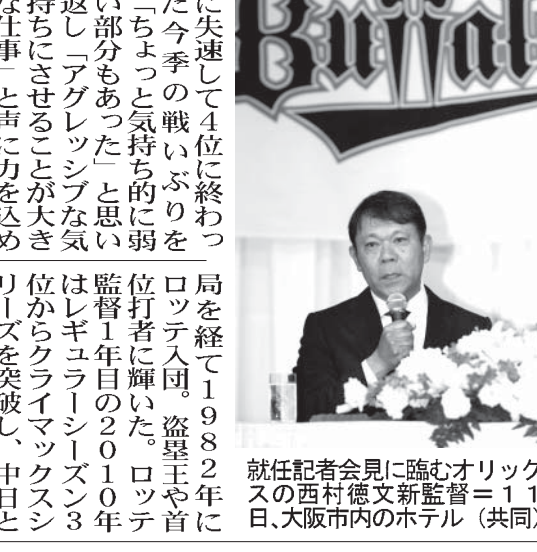 Buffal
に失速して４位に終わっ
た今季の戦いぶりを
「ちょっと気持ち的に弱
い部分もあった」と思い
返し「アグレッシブな気
持ちにさせることが大き
な仕事」と声に力を込め
局を経て１９８２年に
ロッテ入団。盗塁王や首
位打者に輝いた。ロッテ
監督１年目の２０１０年
はレギュラーシーズン３
位からクライマックスシ
リーズを突破し、中日と
就任記者会見に臨むオリック
スの西村徳文新監督＝１１
日、大阪市内のホテル（共同）